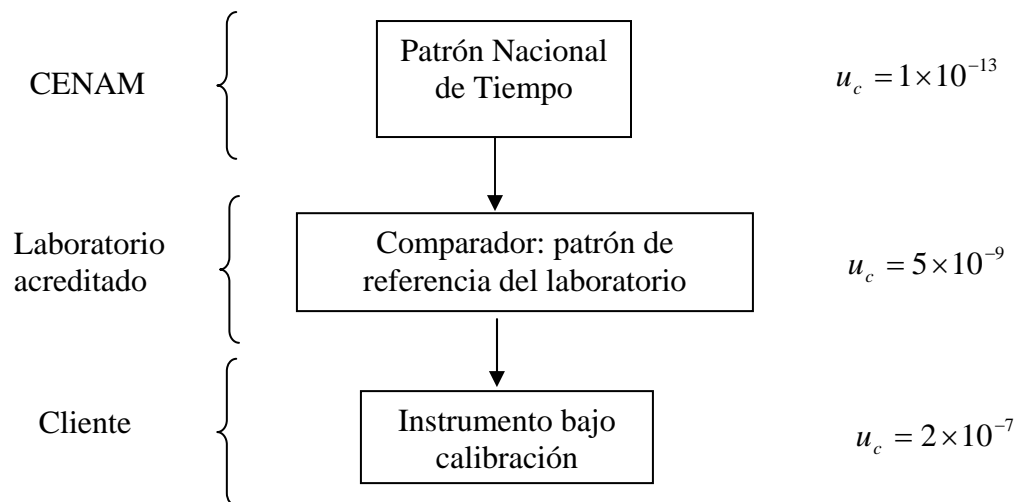 CENAM
Patrón Nacional
de Tiempo
u_c = 1×10^{-13}
Laboratorio
acreditado
Comparador: patrón de
referencia del laboratorio
u_c = 5×10^{-9}
Cliente
Instrumento bajo
calibración
u_c = 2×10^{-7}